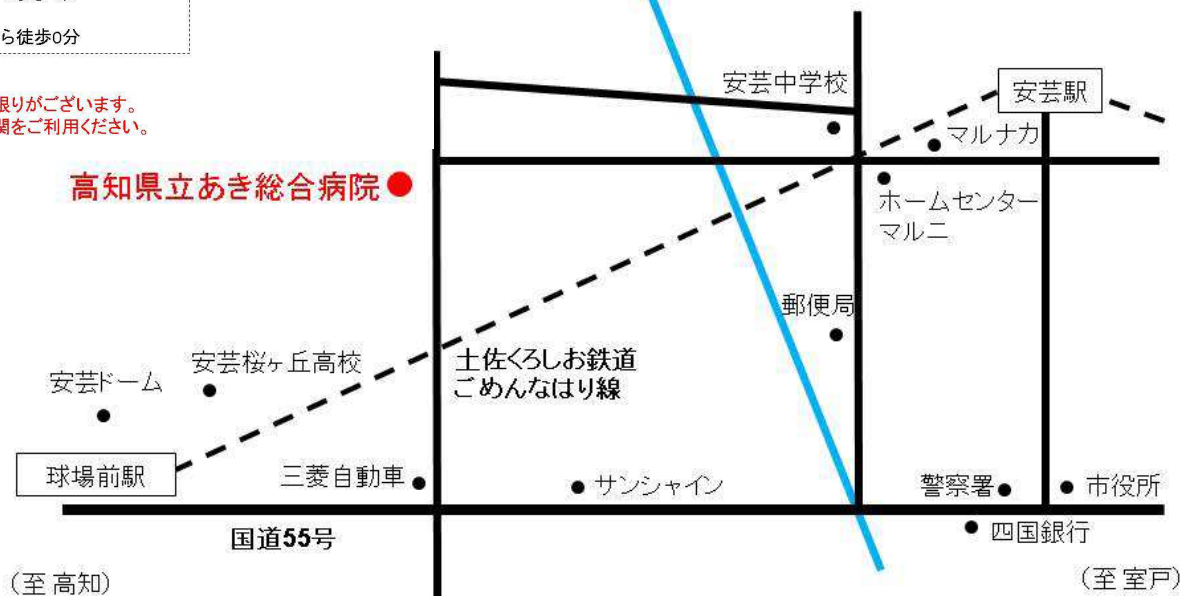 ら徒歩0分
限りがございます。
関をご利用ください。
安芸中学校
安芸駅
マルナカ
高知県立あき総合病院
ホームセンター
マルニ
郵便局
安芸桜ヶ丘高校
土佐くろしお鉄道
ごめんなはり線
安芸ドーム
球場前駅
三菱自動車
サンシャイン
警察署
市役所
国道55号
四国銀行
（至 高知）
（至 室戸）